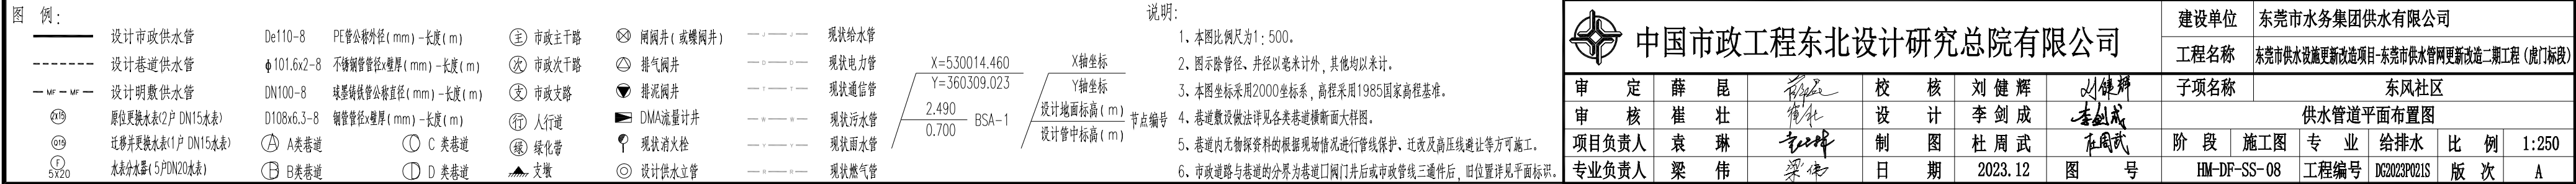 图 例:
设计市政供水管 De110-8 PE管公称外径(mm)-长度(m) 主 市政主干路 闸阀井(或蝶阀井) 现状给水管
设计巷道供水管 ϕ101.6x2-8 不锈钢管管径x壁厚(mm)-长度(m) 次 市政次干路 排气阀井 现状电力管
MF MF 设计明敷供水管 DN100-8 球墨铸铁管公称直径(mm)-长度(m) 支 市政支路 排泥阀井 现状通信管
2x15 原位更换水表(2户 DN15水表) D108x6.3-8 钢管管径x壁厚(mm)-长度(m) 行 人行道 DMA流量计井 现状污水管
Q15 迁移并更换水表(1户 DN15水表) A A类巷道 C C 类巷道 绿 绿化带 现状消火栓 现状雨水管
F 5x20 水表分水器(5户DN20水表) B B类巷道 D D 类巷道 支墩 设计供水立管 现状燃气管
X=530014.460 X轴坐标
Y=360309.023 Y轴坐标
2.490 设计地面标高(m)
BSA-1 节点编号
0.700 设计管中标高(m)
说明:
1、本图比例尺为1:500。
2、图示除管径、井径以毫米计外,其他均以米计。
3、本图坐标采用2000坐标系,高程采用1985国家高程基准。
4、巷道敷设做法详见各类巷道横断面大样图。
5、巷道内无物探资料的根据现场情况进行管线保护、迁改及高压线避让等方可施工。
6、市政道路与巷道的分界为巷道口阀门井后或市政管线三通件后,旧位置详见平面标识。
中国市政工程东北设计研究总院有限公司
建设单位 东莞市水务集团供水有限公司
工程名称 东莞市供水设施更新改造项目-东莞市供水管网更新改造二期工程(虎门标段)
审 定 薛 昆 校 核 刘健辉 刘健辉 子项名称 东风社区
审 核 崔 壮 设 计 李剑成 李剑成 供水管道平面布置图
项目负责人 袁 琳 制 图 杜周武 杜周武 阶 段 施工图 专 业 给排水 比 例 1:250
专业负责人 梁 伟 梁伟 日 期 2023.12 图 号 HM-DF-SS-08 工程编号 DG2023P021S 版 次 A